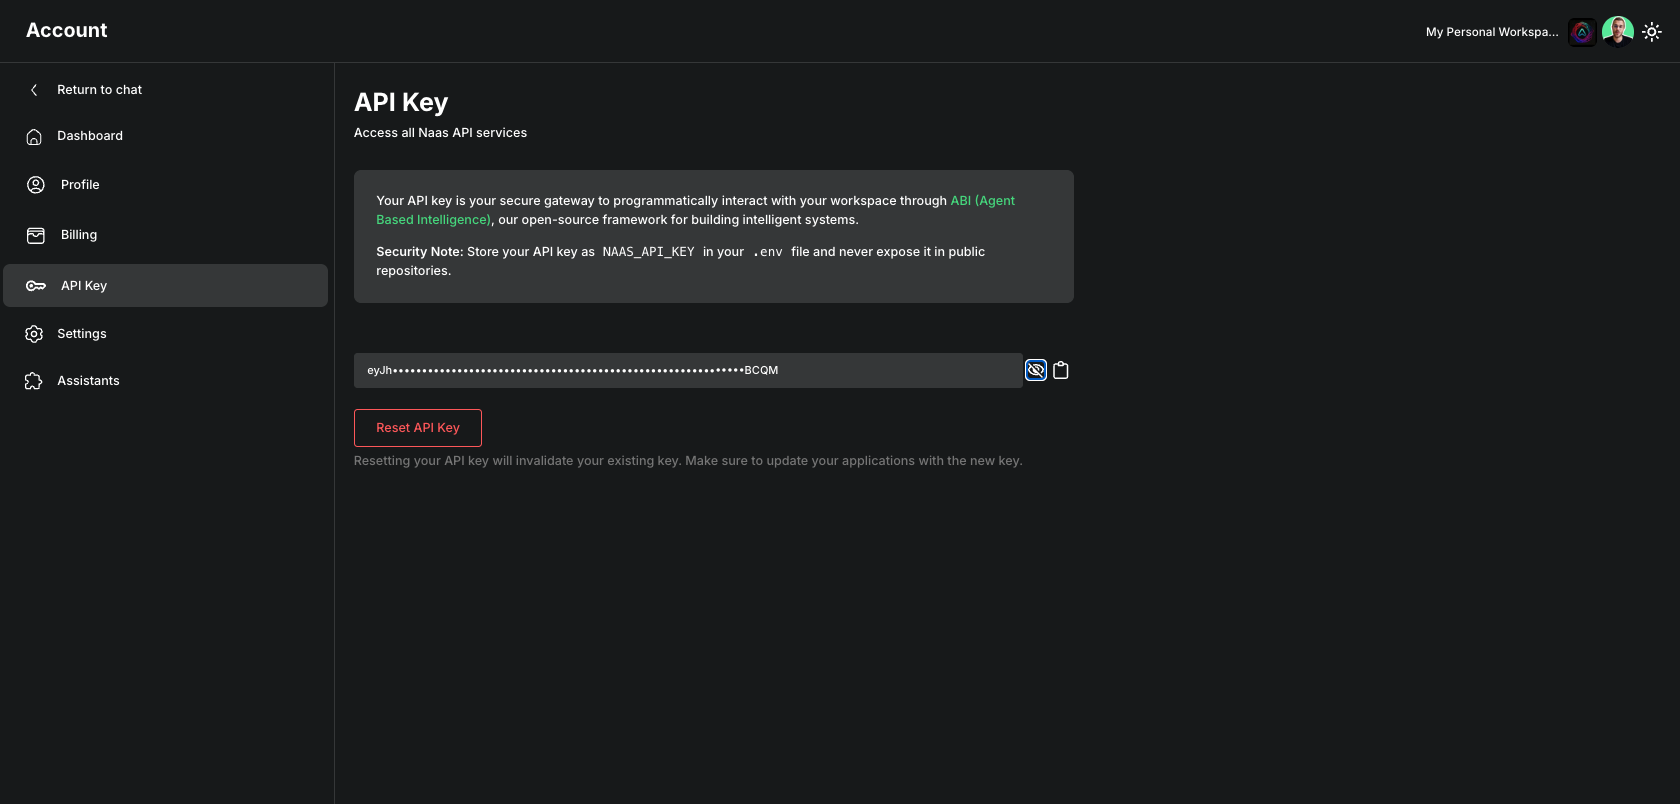 Account
My Personal Workspa...
Return to chat
Dashboard
Profile
Billing
API Key
Settings
Assistants
API Key
Access all Naas API services
Your API key is your secure gateway to programmatically interact with your workspace through ABI (Agent
Based Intelligence), our open-source framework for building intelligent systems.
Security Note: Store your API key as NAAS_API_KEY in your .env file and never expose it in public
repositories.
eyJh••••••••••••••••••••••••••••••••••••••••••••••••••••••••••••BCQM
Reset API Key
Resetting your API key will invalidate your existing key. Make sure to update your applications with the new key.